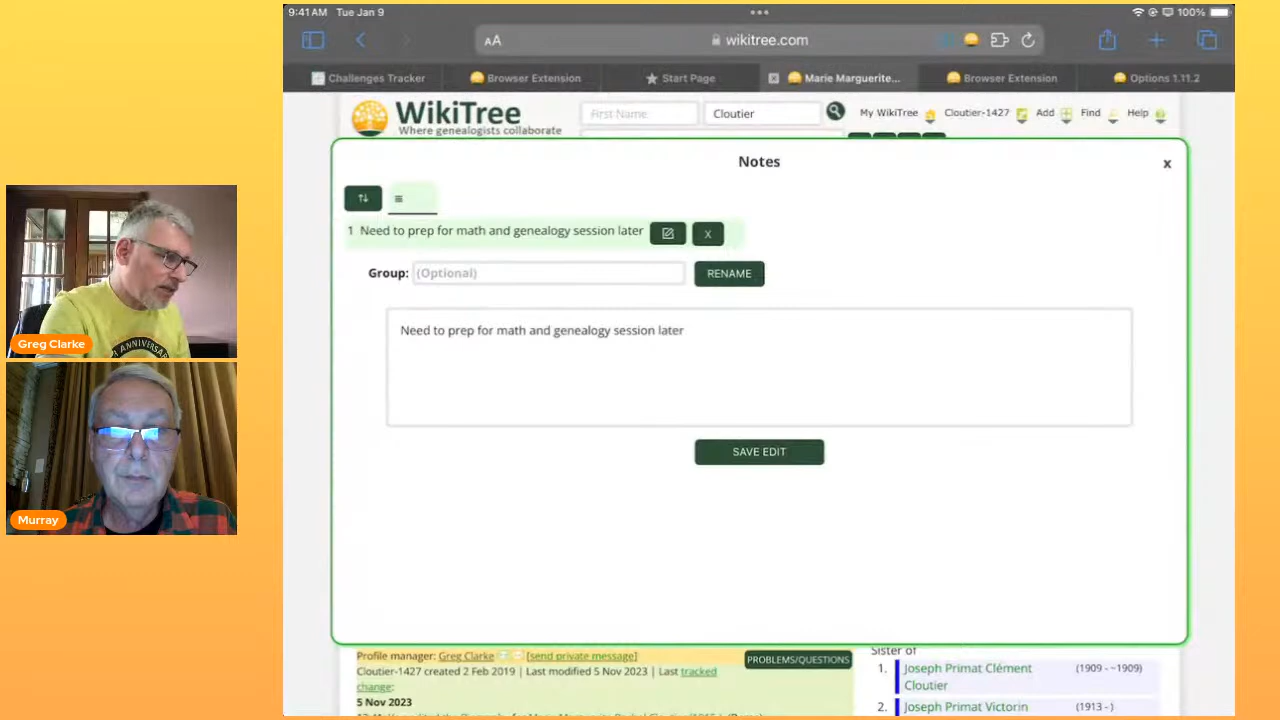 9:41 AM Tue Jan 9
100%
AA
wikitree.com
Challenges Tracker
Browser Extension
Start Page
Marie Marguerite...
Browser Extension
Options 1.11.2
WikiTree
Where genealogists collaborate
First Name
Cloutier
My WikiTree
Cloutier-1427
Add
Find
Help
Notes
x
1 Need to prep for math and genealogy session later
X
Group: (Optional)
RENAME
Need to prep for math and genealogy session later
SAVE EDIT
Greg Clarke
Murray
Profile manager: Greg Clarke [send private message]
Cloutier-1427 created 2 Feb 2019 | Last modified 5 Nov 2023 | Last tracked
change:
5 Nov 2023
PROBLEMS/QUESTIONS
Sister of
1. Joseph Primat Clément
Cloutier
(1909 - ~1909)
2. Joseph Primat Victorin
(1913 - )